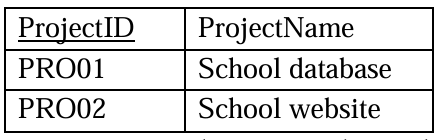 ProjectID ProjectName
PRO01 School database
PRO02 School website